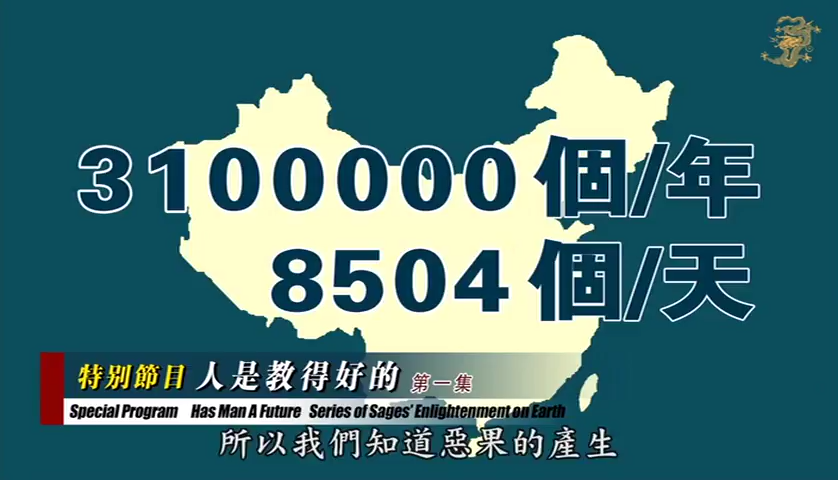 3100000個/年
8504個/天
特别節目 人是教得好的 第一集
Special Program Has Man A Future Series of Sages' Enlightenment on Earth
所以我們知道惡果的產生